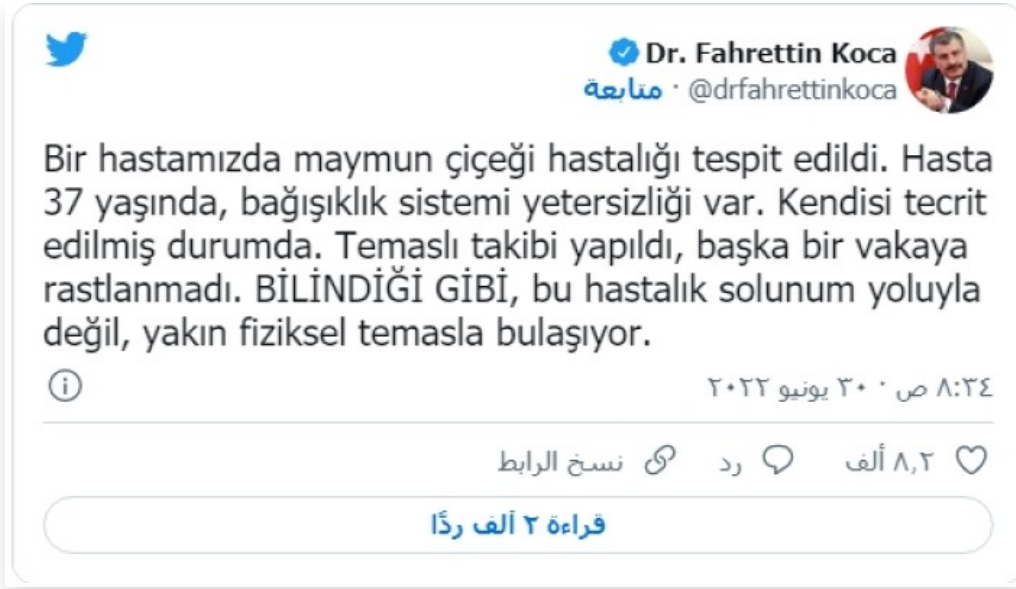 Dr. Fahrettin Koca
@drfahrettinkoca · متابعة
Bir hastamızda maymun çiçeği hastalığı tespit edildi. Hasta
37 yaşında, bağışıklık sistemi yetersizliği var. Kendisi tecrit
edilmiş durumda. Temaslı takibi yapıldı, başka bir vakaya
rastlanmadı. BİLİNDİĞİ GİBİ, bu hastalık solunum yoluyla
değil, yakın fiziksel temasla bulaşıyor.
٨:٣٤ ص · ٣٠ يونيو ٢٠٢٢
٨٫٢ ألف رد نسخ الرابط
قراءة ٢ ألف ردًا